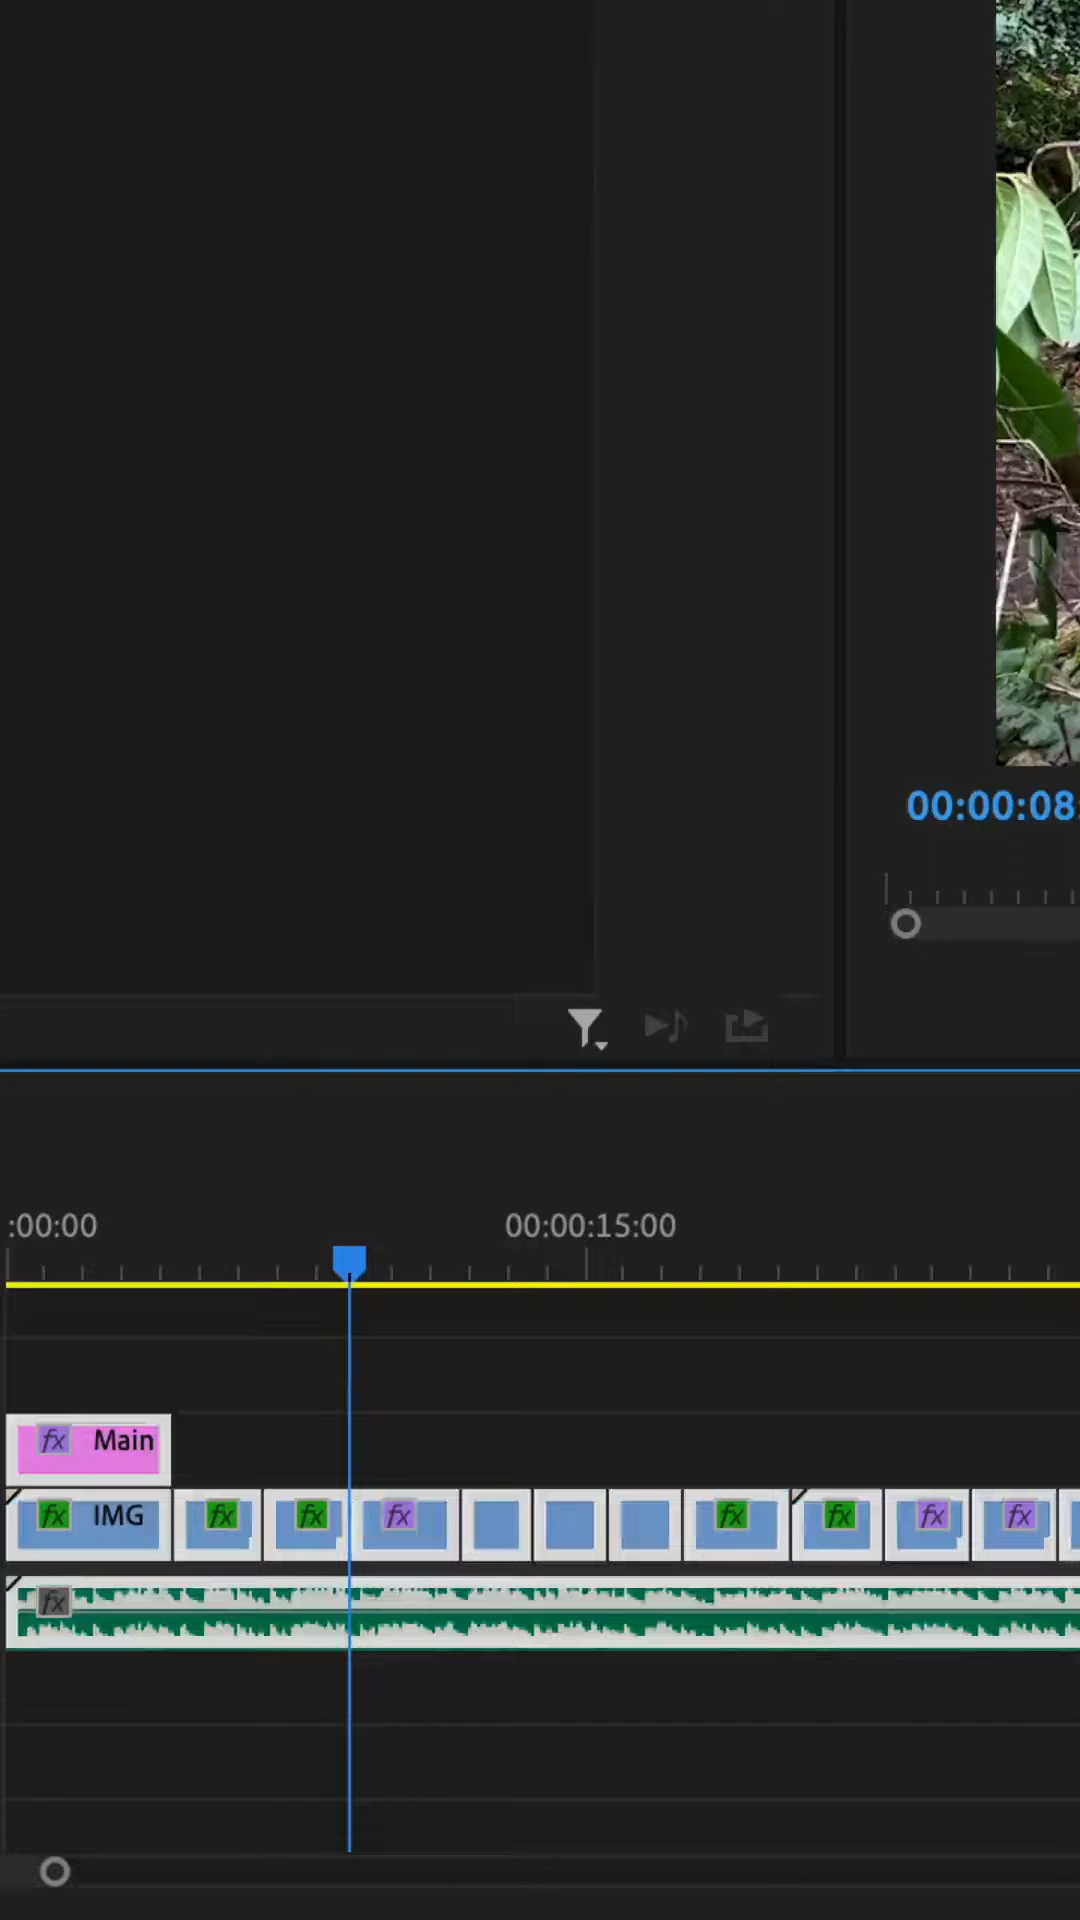 00:00:08:
:00:00
00:00:15:00
fx Main
fx IMG fx fx fx fx fx fx fx
fx